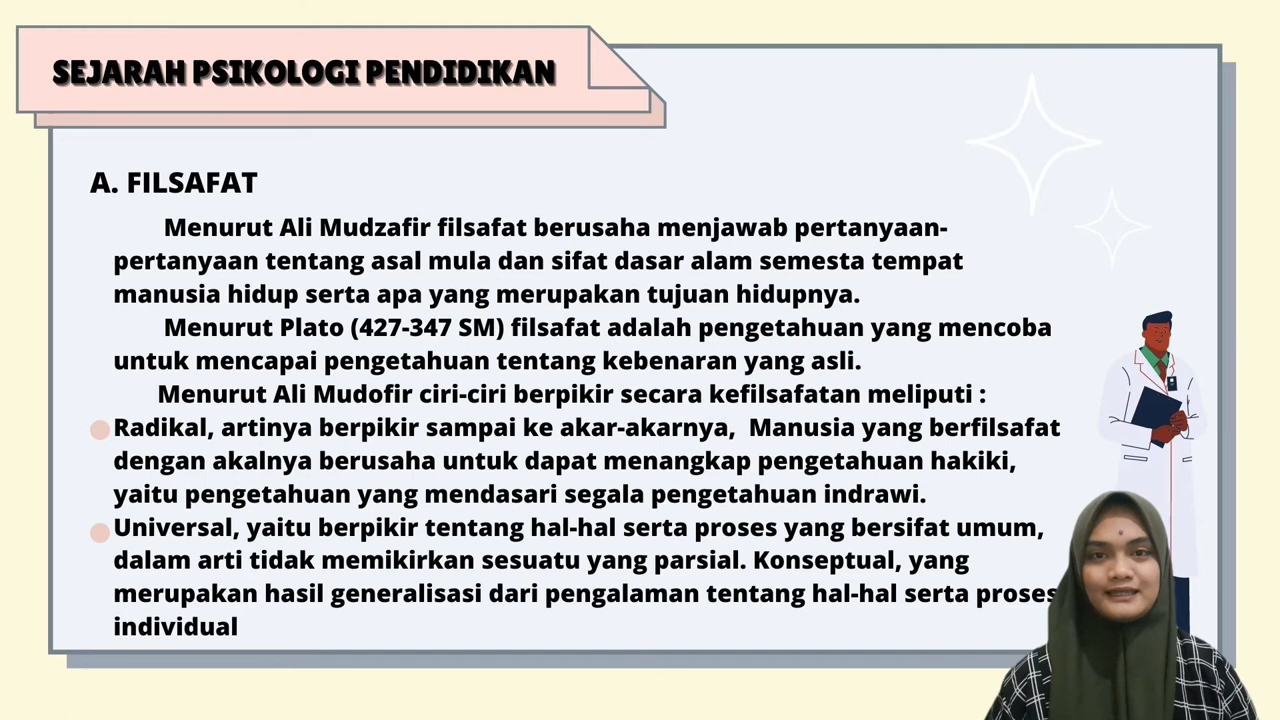 SEJARAH PSIKOLOGI PENDIDIKAN
A. FILSAFAT
Menurut Ali Mudzafir filsafat berusaha menjawab pertanyaan-
pertanyaan tentang asal mula dan sifat dasar alam semesta tempat
manusia hidup serta apa yang merupakan tujuan hidupnya.
Menurut Plato (427-347 SM) filsafat adalah pengetahuan yang mencoba
untuk mencapai pengetahuan tentang kebenaran yang asli.
Menurut Ali Mudofir ciri-ciri berpikir secara kefilsafatan meliputi :
Radikal, artinya berpikir sampai ke akar-akarnya, Manusia yang berfilsafat
dengan akalnya berusaha untuk dapat menangkap pengetahuan hakiki,
yaitu pengetahuan yang mendasari segala pengetahuan indrawi.
Universal, yaitu berpikir tentang hal-hal serta proses yang bersifat umum,
dalam arti tidak memikirkan sesuatu yang parsial. Konseptual, yang
merupakan hasil generalisasi dari pengalaman tentang hal-hal serta proses
individual